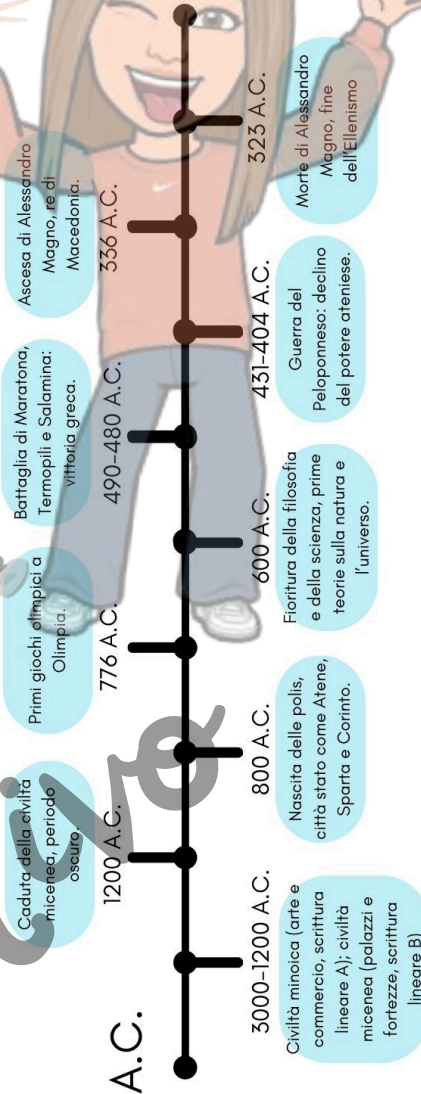 A.C.
3000-1200 A.C.
Civiltà minoica (arte e
commercio, scrittura
lineare A); civiltà
micenea (palazzi e
fortezze, scrittura
lineare B)
1200 A.C.
Caduta della civiltà
micenea, periodo
oscuro.
800 A.C.
Nascita delle polis,
città stato come Atene,
Sparta e Corinto.
776 A.C.
Primi giochi olimpici a
Olimpia.
600 A.C.
Fioritura della filosofia
e della scienza, prime
teorie sulla natura e
l'universo.
490-480 A.C.
Battaglia di Maratona,
Termopili e Salamina:
vittoria greca.
431-404 A.C.
Guerra del
Peloponneso: declino
del potere ateniese.
336 A.C.
Ascesa di Alessandro
Magno, re di
Macedonia.
323 A.C.
Morte di Alessandro
Magno, fine
dell'Ellenismo